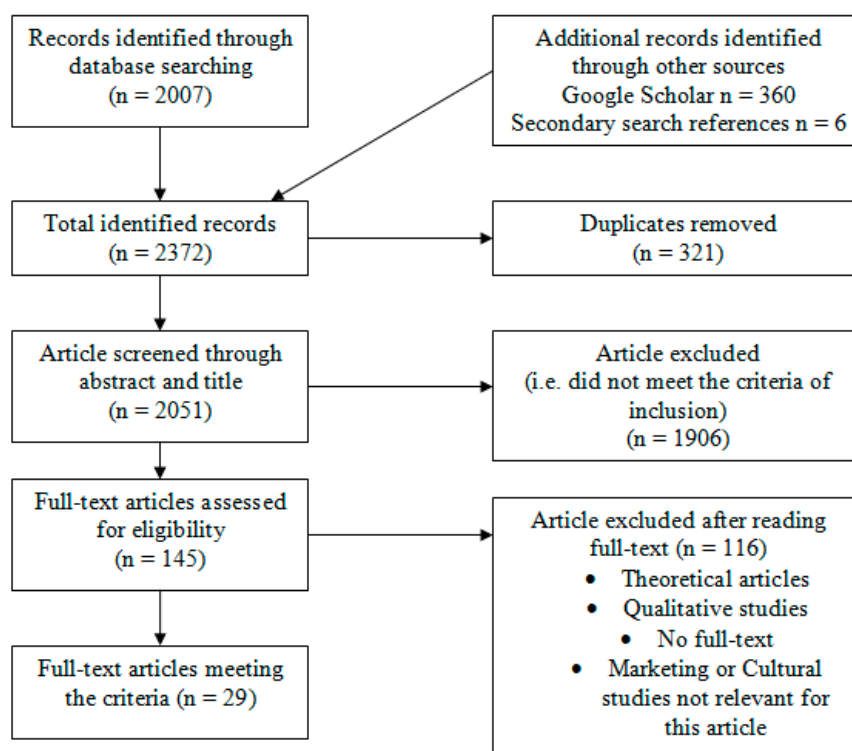 Records identified through
database searching
(n = 2007)
Additional records identified
through other sources
Google Scholar n = 360
Secondary search references n = 6
Total identified records
(n = 2372)
Duplicates removed
(n = 321)
Article screened through
abstract and title
(n = 2051)
Article excluded
(i.e. did not meet the criteria of
inclusion)
(n = 1906)
Full-text articles assessed
for eligibility
(n = 145)
Article excluded after reading
full-text (n = 116)
• Theoretical articles
• Qualitative studies
• No full-text
• Marketing or Cultural
studies not relevant for
this article
Full-text articles meeting
the criteria (n = 29)